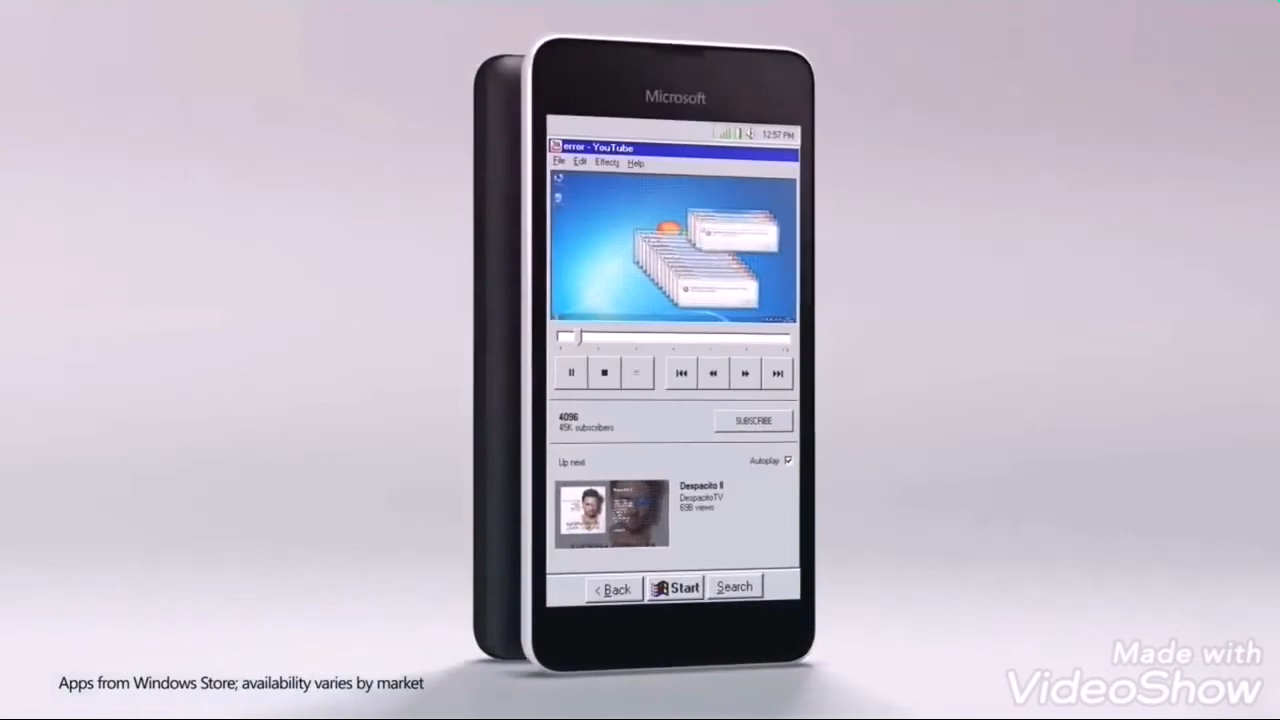 Microsoft
12:57 PM
error - YouTube
File Edit Effects Help
4096
45K subscribers
SUBSCRIBE
Up next
Autoplay
Despacito II
DespacitoTV
69B views
< Back
Start
Search
Apps from Windows Store; availability varies by market
Made with
VideoShow